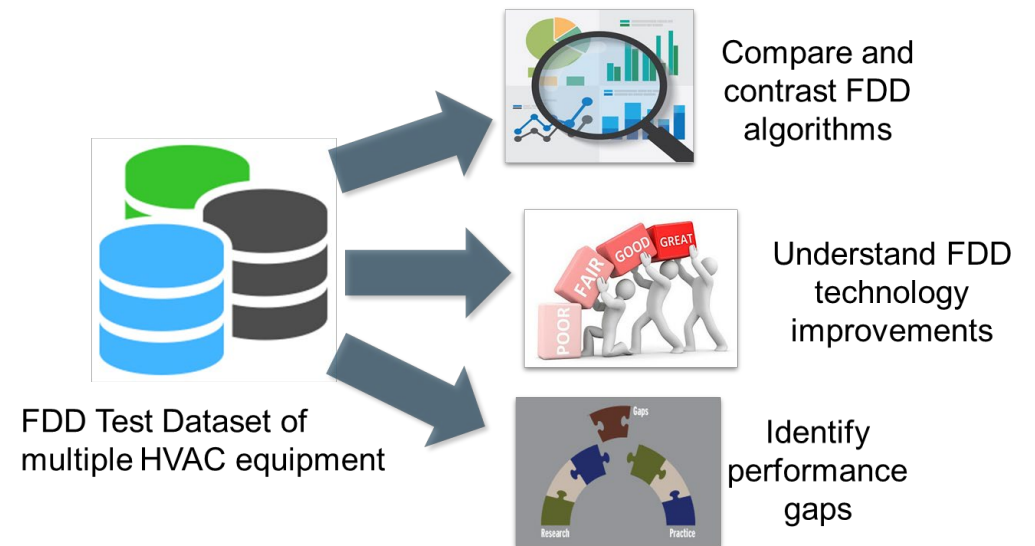 Compare and
contrast FDD
algorithms
POOR
FAIR
GOOD
GREAT
Understand FDD
technology
improvements
FDD Test Dataset of
multiple HVAC equipment
Gaps
Research
Practice
Identify
performance
gaps